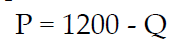 P = 1200 - Q